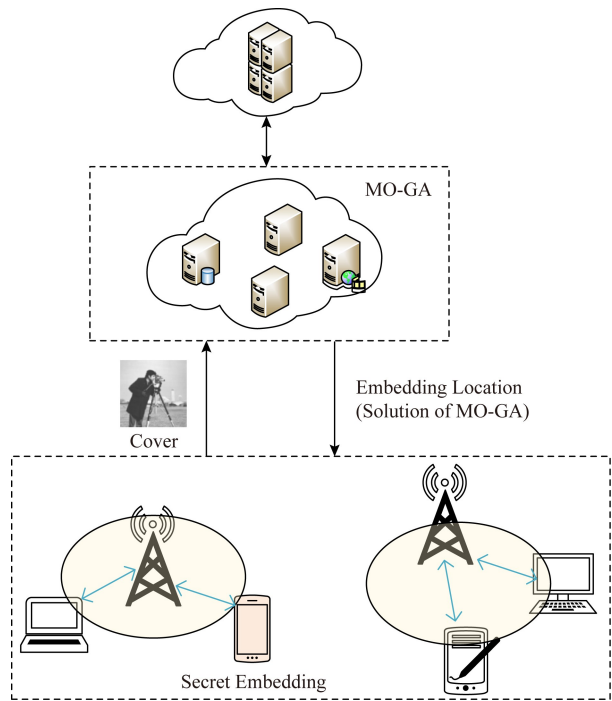 MO-GA
Cover
Embedding Location
(Solution of MO-GA)
Secret Embedding